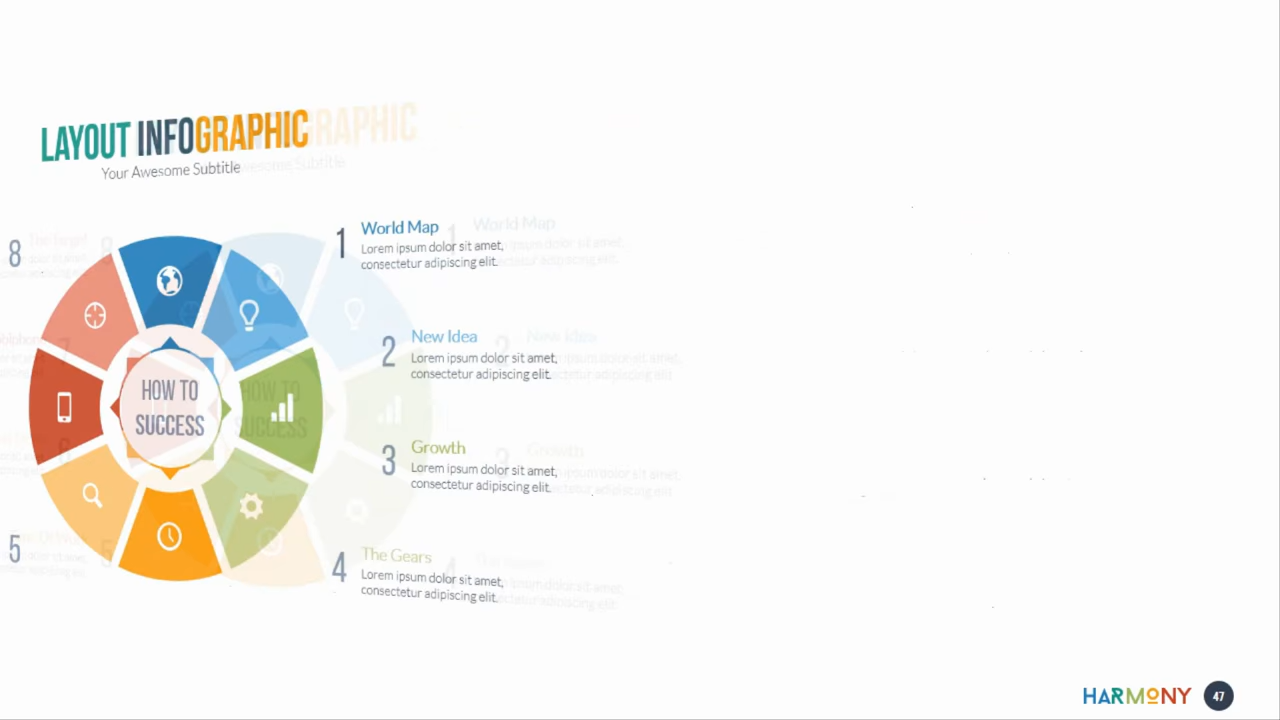 LAYOUT INFOGRAPHIC
Your Awesome Subtitle
8
HOW TO
SUCCESS
5
1
World Map
Lorem ipsum dolor sit amet,
consectetur adipiscing elit.
2
New Idea
Lorem ipsum dolor sit amet,
consectetur adipiscing elit.
3
Growth
Lorem ipsum dolor sit amet,
consectetur adipiscing elit.
4
The Gears
Lorem ipsum dolor sit amet,
consectetur adipiscing elit.
HARMONY
47